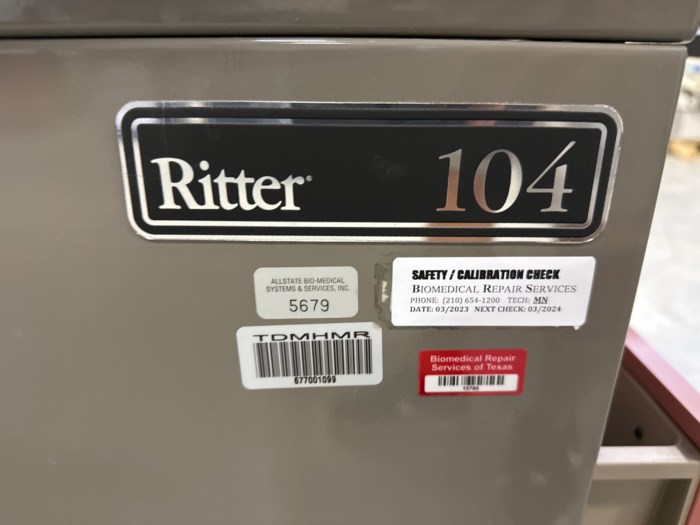 Ritter® 104
ALLSTATE BIO-MEDICAL
SYSTEMS & SERVICES, INC.
5679
SAFETY / CALIBRATION CHECK
BIOMEDICAL REPAIR SERVICES
PHONE: (210) 654-1200 TECH: MN
DATE: 03/2023 NEXT CHECK: 03/2024
TDMHMR
677001099
Biomedical Repair
Services of Texas